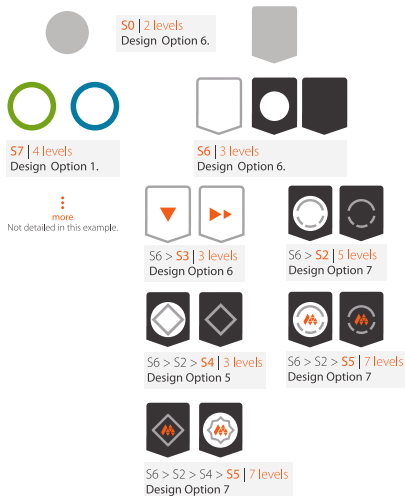 S0 | 2 levels
Design Option 6.
S7 | 4 levels
Design Option 1.
S6 | 3 levels
Design Option 6.
more
Not detailed in this example.
S6 > S3 | 3 levels
Design Option 6
S6 > S2 | 5 levels
Design Option 7
S6 > S2 > S4 | 3 levels
Design Option 5
S6 > S2 > S5 | 7 levels
Design Option 7
S6 > S2 > S4 > S5 | 7 levels
Design Option 7